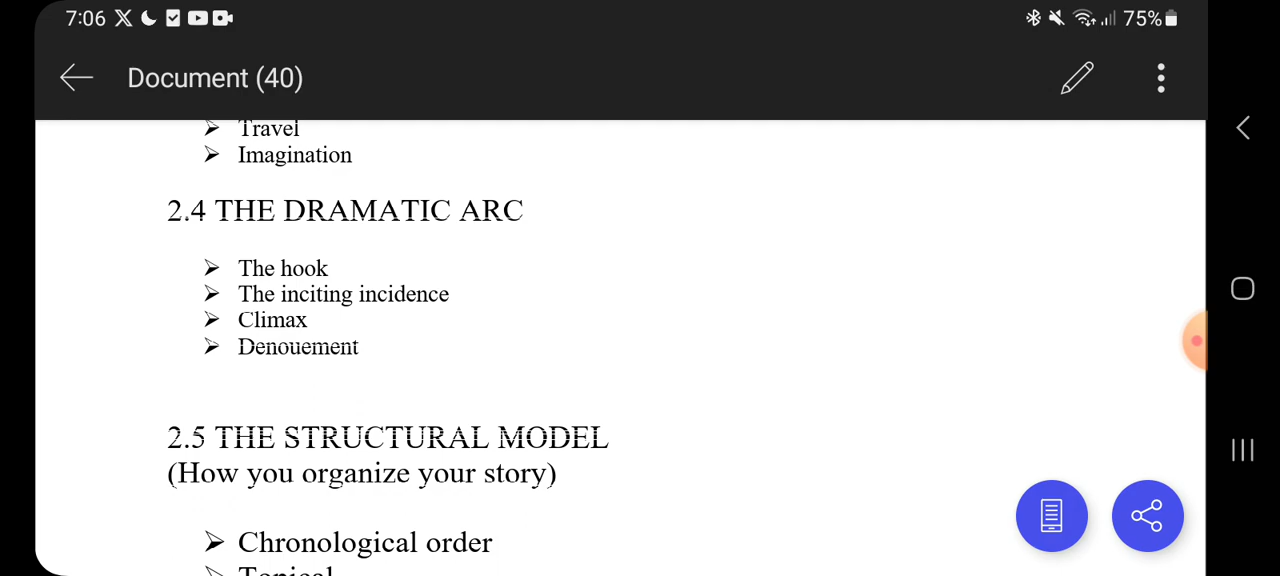 7:06
75%
Document (40)
Travel
Imagination
2.4 THE DRAMATIC ARC
The hook
The inciting incidence
Climax
Denouement
2.5 THE STRUCTURAL MODEL
(How you organize your story)
Chronological order
Topical